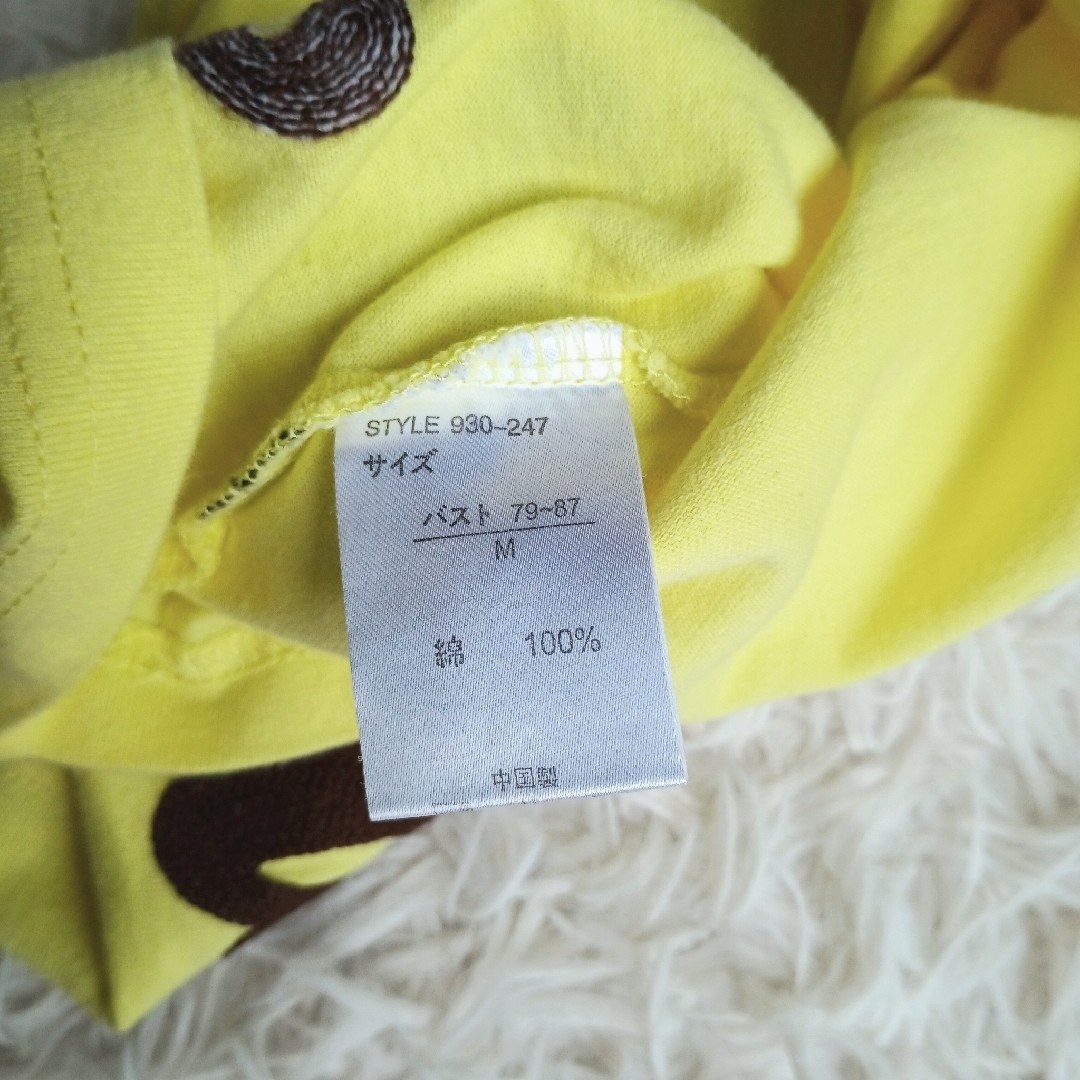 STYLE 930-247
サイズ
バスト 79~87
M
綿 100%
中国製